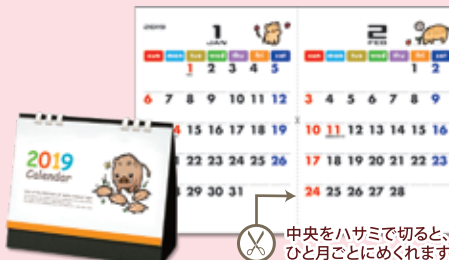 2019 1 JAN
sun mon tue wed thu fri sat
1 2 3 4 5
6 7 8 9 10 11 12
14 15 16 17 18 19
21 22 23 24 25 26
28 29 30 31
2 FEB
sun mon tue wed thu fri sat
1 2
3 4 5 6 7 8 9
10 11 12 13 14 15 16
17 18 19 20 21 22 23
24 25 26 27 28
2019
Calendar
中央をハサミで切ると、
ひと月ごとにめくれます